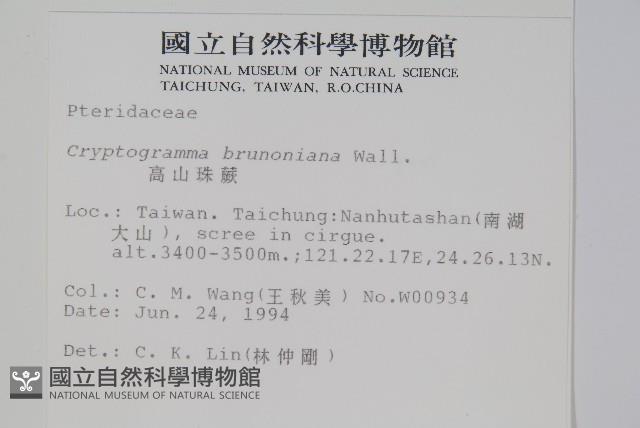 國立自然科學博物館
NATIONAL MUSEUM OF NATURAL SCIENCE
TAICHUNG, TAIWAN, R.O.CHINA
Pteridaceae
Cryptogramma brunoniana Wall.
高山珠蕨
Loc.: Taiwan. Taichung:Nanhutashan(南湖
大山), scree in cirgue.
alt.3400-3500m.;121.22.17E,24.26.13N.
Col.: C. M. Wang(王秋美) No.W00934
Date: Jun. 24, 1994
Det.: C. K. Lin(林仲剛)
國立自然科學博物館
NATIONAL MUSEUM OF NATURAL SCIENCE